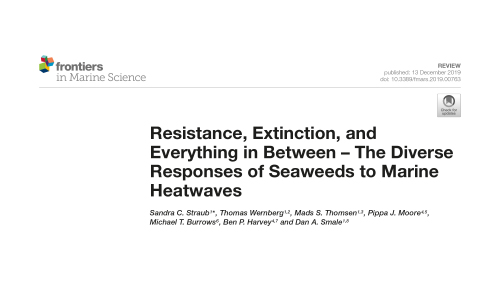 frontiers
in Marine Science
REVIEW
published: 13 December 2019
doi: 10.3389/fmars.2019.00763
Check for
updates
Resistance, Extinction, and
Everything in Between – The Diverse
Responses of Seaweeds to Marine
Heatwaves
Sandra C. Straub¹*, Thomas Wernberg¹,², Mads S. Thomsen¹,³, Pippa J. Moore⁴,⁵,
Michael T. Burrows⁶, Ben P. Harvey⁴,⁷ and Dan A. Smale¹,⁸